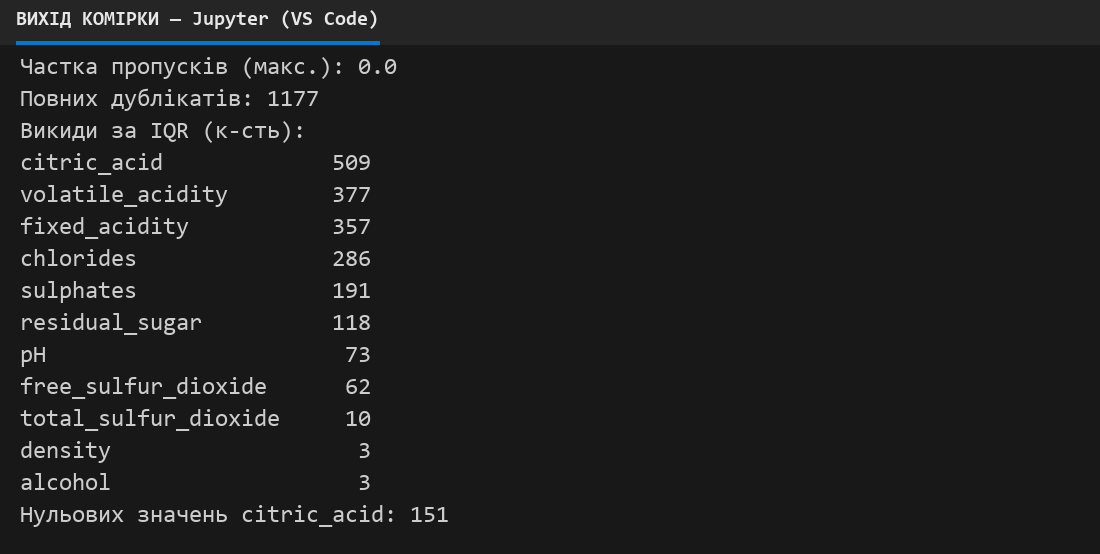 ВИХІД КОМІРКИ — Jupyter (VS Code)
Частка пропусків (макс.): 0.0
Повних дублікатів: 1177
Викиди за IQR (к-сть):
citric_acid 509
volatile_acidity 377
fixed_acidity 357
chlorides 286
sulphates 191
residual_sugar 118
pH 73
free_sulfur_dioxide 62
total_sulfur_dioxide 10
density 3
alcohol 3
Нульових значень citric_acid: 151